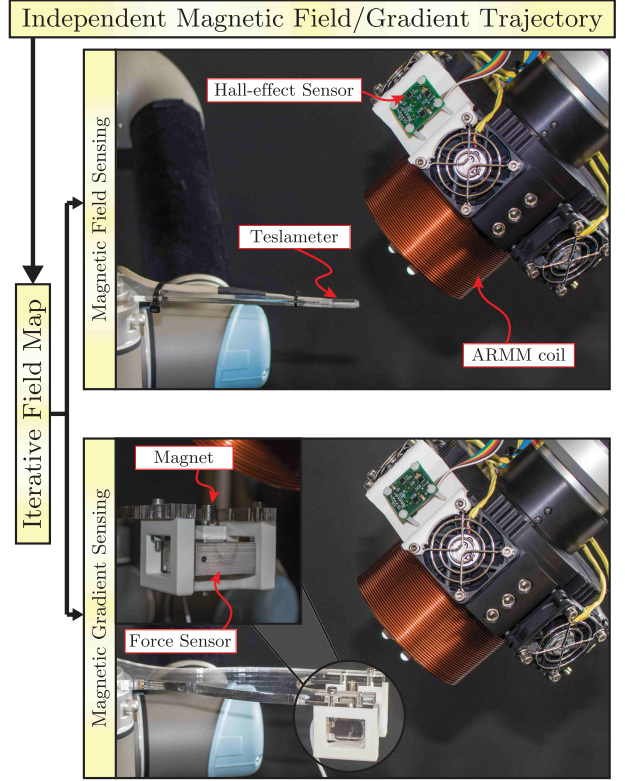 Independent Magnetic Field/Gradient Trajectory
Iterative Field Map
Magnetic Field Sensing
Hall-effect Sensor
Teslameter
ARMM coil
Magnetic Gradient Sensing
Magnet
Force Sensor